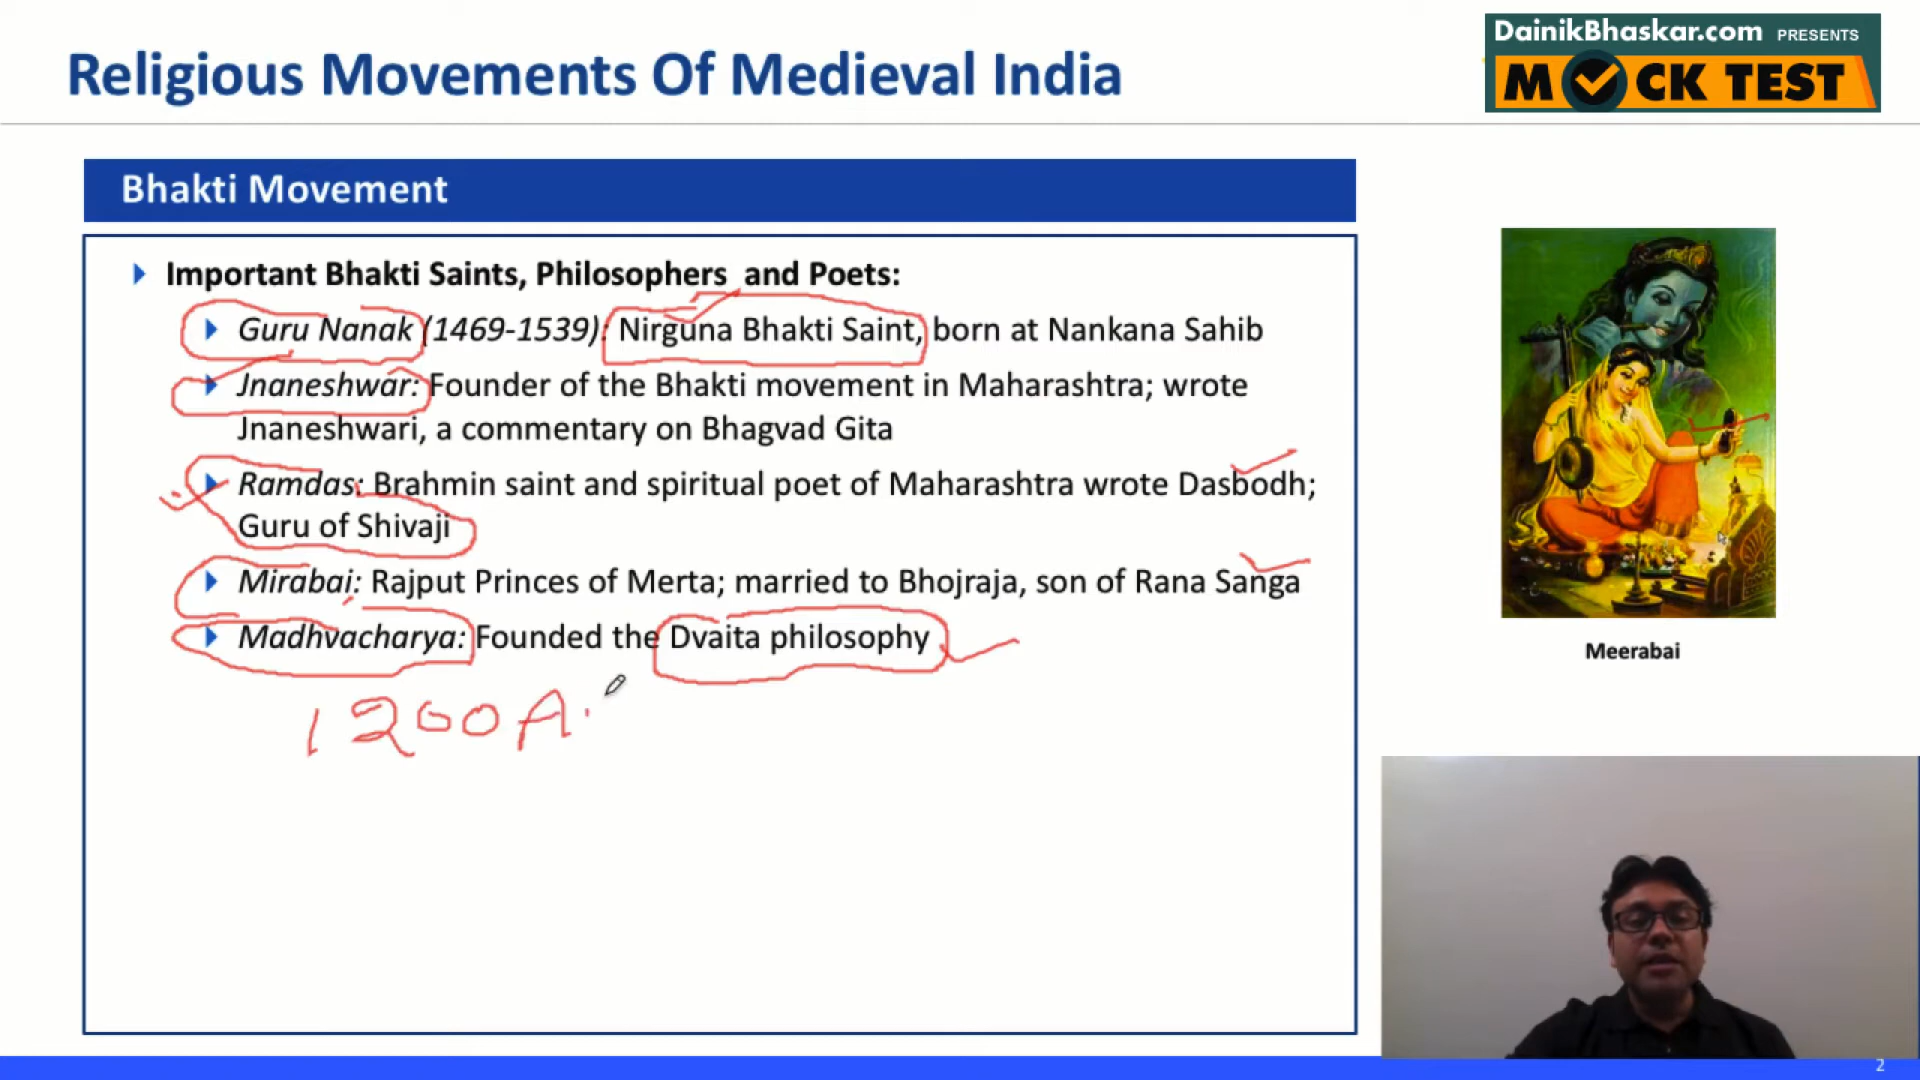 Religious Movements Of Medieval India
DainikBhaskar.com PRESENTS
MOCK TEST
Bhakti Movement
Important Bhakti Saints, Philosophers and Poets:
Guru Nanak (1469-1539): Nirguna Bhakti Saint, born at Nankana Sahib
Jnaneshwar: Founder of the Bhakti movement in Maharashtra; wrote
Jnaneshwari, a commentary on Bhagvad Gita
Ramdas: Brahmin saint and spiritual poet of Maharashtra wrote Dasbodh;
Guru of Shivaji
Mirabai: Rajput Princes of Merta; married to Bhojraja, son of Rana Sanga
Madhvacharya: Founded the Dvaita philosophy
1200 A.
Meerabai
2